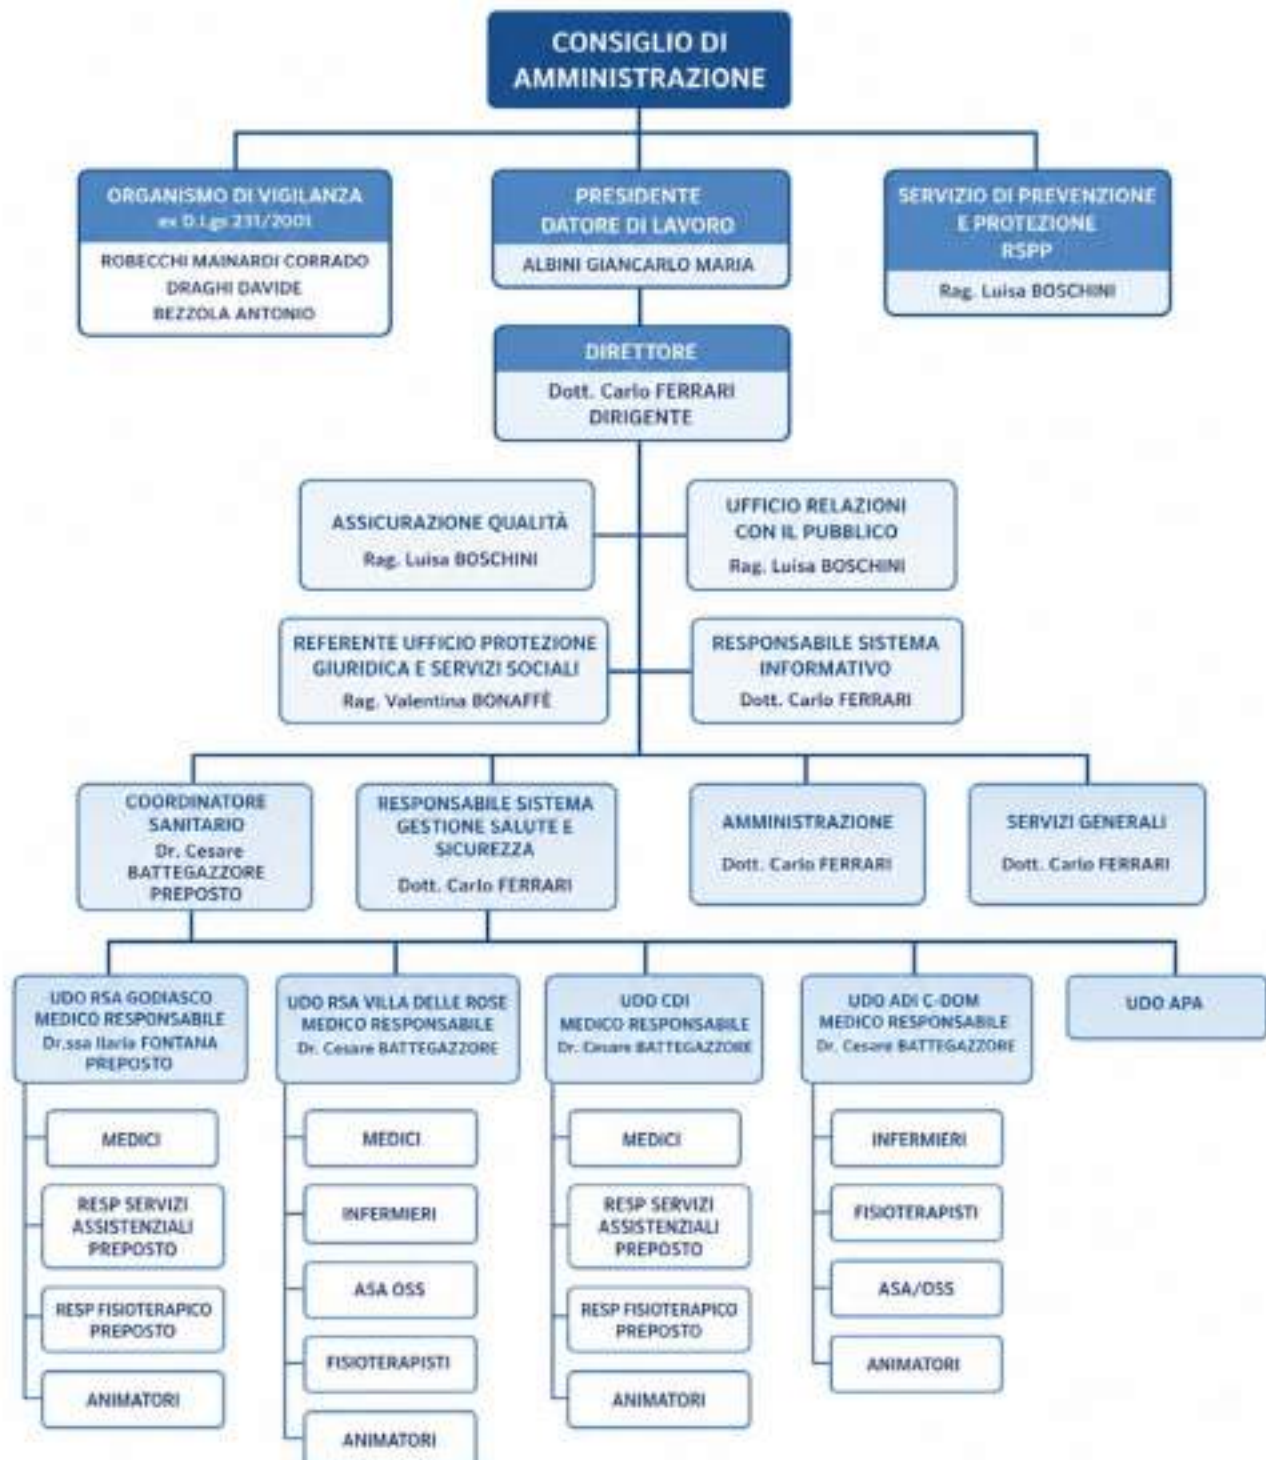 CONSIGLIO DI
AMMINISTRAZIONE
ORGANISMO DI VIGILANZA
ex D.Lgs 231/2001
ROBECCHI MAINARDI CORRADO
DRAGHI DAVIDE
BEZZOLA ANTONIO
PRESIDENTE
DATORE DI LAVORO
ALBINI GIANCARLO MARIA
SERVIZIO DI PREVENZIONE
E PROTEZIONE
RSPP
Rag. Luisa BOSCHINI
DIRETTORE
Dott. Carlo FERRARI
DIRIGENTE
ASSICURAZIONE QUALITÀ
Rag. Luisa BOSCHINI
UFFICIO RELAZIONI
CON IL PUBBLICO
Rag. Luisa BOSCHINI
REFERENTE UFFICIO PROTEZIONE
GIURIDICA E SERVIZI SOCIALI
Rag. Valentina BONAFFÈ
RESPONSABILE SISTEMA
INFORMATIVO
Dott. Carlo FERRARI
COORDINATORE
SANITARIO
Dr. Cesare
BATTEGAZZORE
PREPOSTO
RESPONSABILE SISTEMA
GESTIONE SALUTE E
SICUREZZA
Dott. Carlo FERRARI
AMMINISTRAZIONE
Dott. Carlo FERRARI
SERVIZI GENERALI
Dott. Carlo FERRARI
UDO RSA GODIASCO
MEDICO RESPONSABILE
Dr.ssa Ilaria FONTANA
PREPOSTO
UDO RSA VILLA DELLE ROSE
MEDICO RESPONSABILE
Dr. Cesare BATTEGAZZORE
UDO CDI
MEDICO RESPONSABILE
Dr. Cesare BATTEGAZZORE
UDO ADI C-DOM
MEDICO RESPONSABILE
Dr. Cesare BATTEGAZZORE
UDO APA
MEDICI
RESP SERVIZI
ASSISTENZIALI
PREPOSTO
RESP FISIOTERAPICO
PREPOSTO
ANIMATORI
MEDICI
INFERMIERI
ASA OSS
FISIOTERAPISTI
ANIMATORI
MEDICI
RESP SERVIZI
ASSISTENZIALI
PREPOSTO
RESP FISIOTERAPICO
PREPOSTO
ANIMATORI
INFERMIERI
FISIOTERAPISTI
ASA/OSS
ANIMATORI